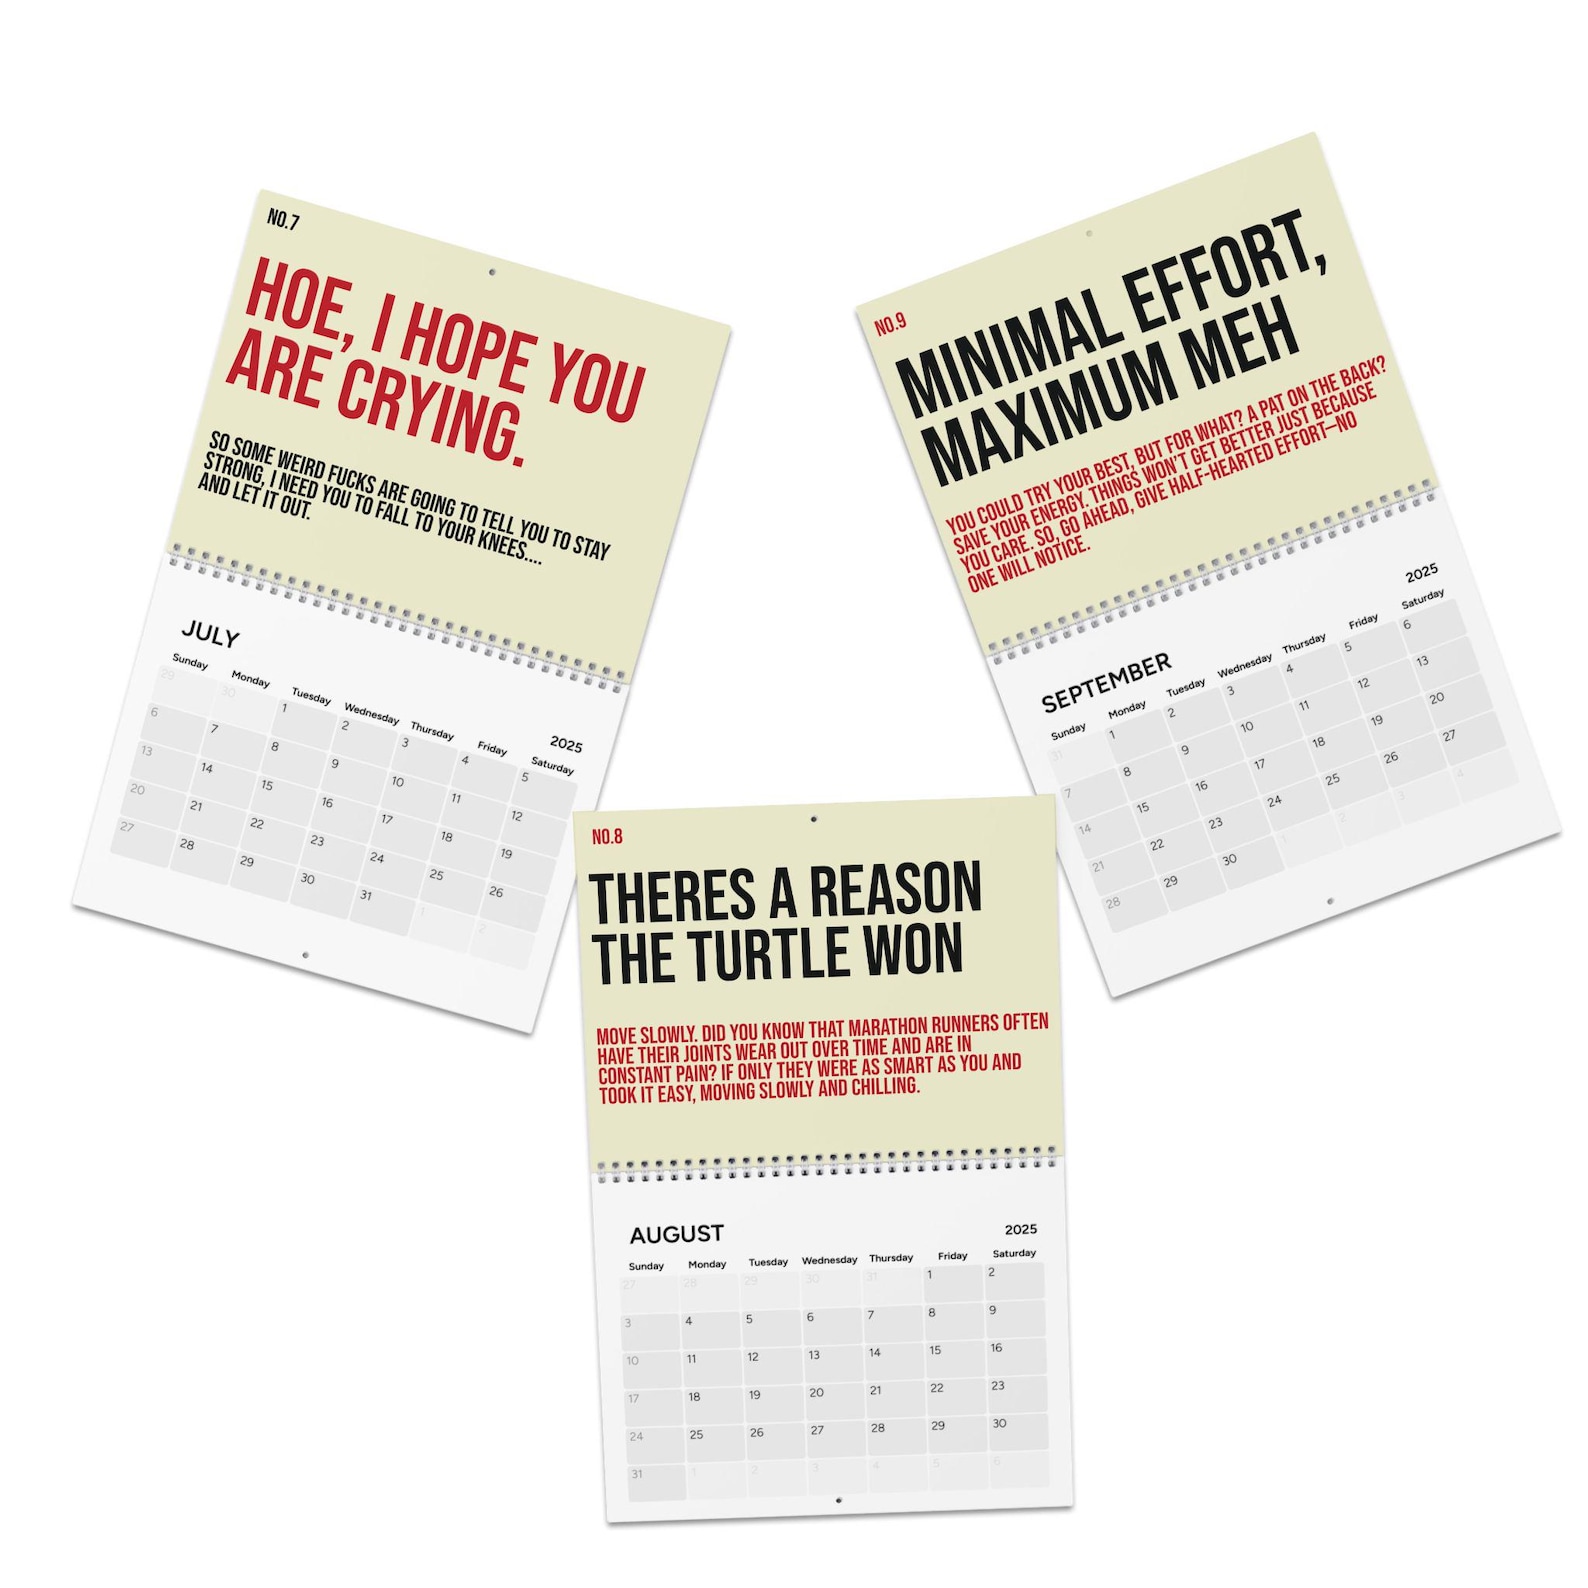 NO.7
HOE, I HOPE YOU
ARE CRYING.
SO SOME WEIRD FUCKS ARE GOING TO TELL YOU TO STAY
STRONG, I NEED YOU TO FALL TO YOUR KNEES....
AND LET IT OUT.
JULY
2025
Sunday Monday Tuesday Wednesday Thursday Friday Saturday
29 30 1 2 3 4 5
6 7 8 9 10 11 12
13 14 15 16 17 18 19
20 21 22 23 24 25 26
27 28 29 30 31 1 2
NO.9
MINIMAL EFFORT,
MAXIMUM MEH
YOU COULD TRY YOUR BEST, BUT FOR WHAT? A PAT ON THE BACK?
SAVE YOUR ENERGY. THINGS WON'T GET BETTER JUST BECAUSE
YOU CARE. SO, GO AHEAD, GIVE HALF-HEARTED EFFORT—NO
ONE WILL NOTICE.
SEPTEMBER
2025
Sunday Monday Tuesday Wednesday Thursday Friday Saturday
31 1 2 3 4 5 6
7 8 9 10 11 12 13
14 15 16 17 18 19 20
21 22 23 24 25 26 27
28 29 30 1 2 3 4
NO.8
THERES A REASON
THE TURTLE WON
MOVE SLOWLY. DID YOU KNOW THAT MARATHON RUNNERS OFTEN
HAVE THEIR JOINTS WEAR OUT OVER TIME AND ARE IN
CONSTANT PAIN? IF ONLY THEY WERE AS SMART AS YOU AND
TOOK IT EASY, MOVING SLOWLY AND CHILLING.
AUGUST
2025
Sunday Monday Tuesday Wednesday Thursday Friday Saturday
27 28 29 30 31 1 2
3 4 5 6 7 8 9
10 11 12 13 14 15 16
17 18 19 20 21 22 23
24 25 26 27 28 29 30
31 1 2 3 4 5 6